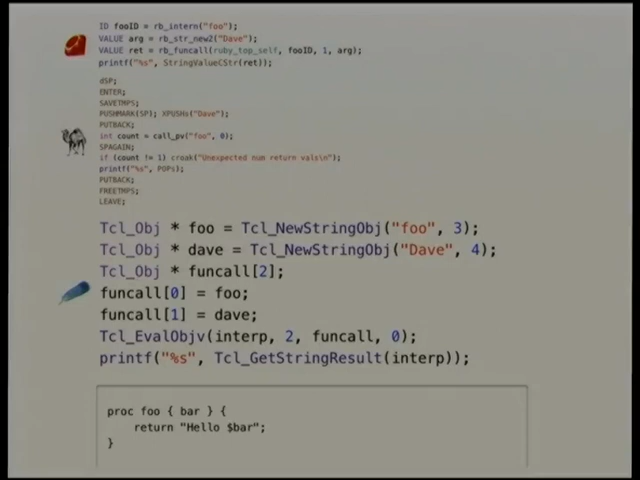 ID fooID = rb_intern("foo");
VALUE arg = rb_str_new2("Dave");
VALUE ret = rb_funcall(ruby_top_self, fooID, 1, arg);
printf("%s", StringValueCStr(ret));
dSP;
ENTER;
SAVETMPS;
PUSHMARK(SP); XPUSHs("Dave");
PUTBACK;
int count = call_pv("foo", 0);
SPAGAIN;
if (count != 1) croak("Unexpected num return vals\n");
printf("%s", POPs);
PUTBACK;
FREETMPS;
LEAVE;
Tcl_Obj * foo = Tcl_NewStringObj("foo", 3);
Tcl_Obj * dave = Tcl_NewStringObj("Dave", 4);
Tcl_Obj * funcall[2];
funcall[0] = foo;
funcall[1] = dave;
Tcl_EvalObjv(interp, 2, funcall, 0);
printf("%s", Tcl_GetStringResult(interp));
proc foo { bar } {
return "Hello $bar";
}